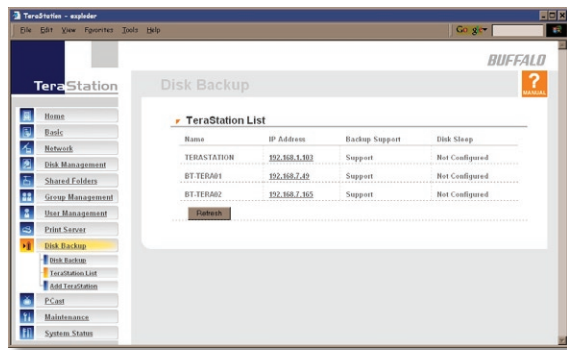 TeraStation - exploder
File Edit View Favorites Tools Help
BUFFALO
TeraStation
Disk Backup
?
MANUAL
Home
Basic
Network
Disk Management
Shared Folders
Group Management
User Management
Print Server
Disk Backup
Disk Backup
TeraStation List
Add TeraStation
PCast
Maintenance
System Status
TeraStation List
Name IP Address Backup Support Disk Sleep
TERASTATION 192.168.1.103 Support Not Configured
BT-TERA01 192.168.7.49 Support Not Configured
BT-TERA02 192.168.7.165 Support Not Configured
Refresh